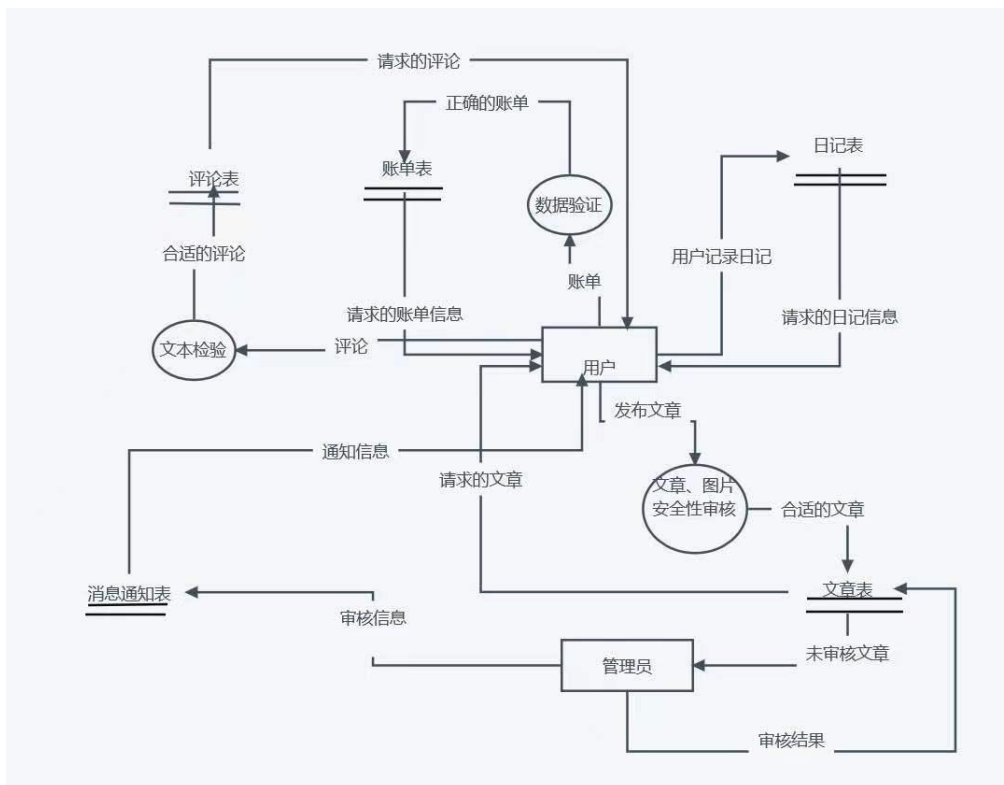 请求的评论
正确的账单
日记表
账单表
评论表
数据验证
合适的评论
用户记录日记
账单
请求的账单信息
请求的日记信息
文本检验
评论
用户
发布文章
通知信息
请求的文章
文章、图片
安全性审核
合适的文章
消息通知表
文章表
审核信息
未审核文章
管理员
审核结果